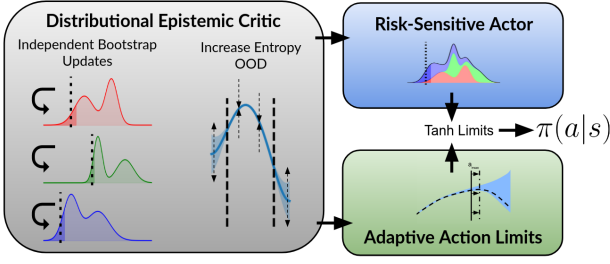 Distributional Epistemic Critic
Independent Bootstrap
Updates
Increase Entropy
OOD
Risk-Sensitive Actor
Tanh Limits
π(a|s)
Adaptive Action Limits